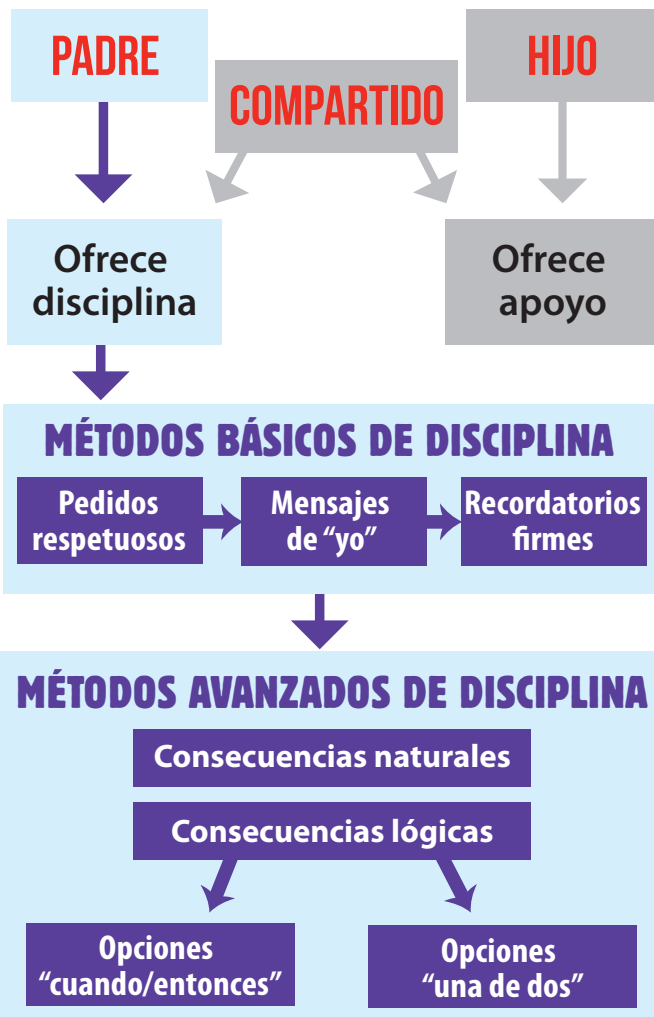 PADRE
COMPARTIDO
HIJO
Ofrece
disciplina
Ofrece
apoyo
MÉTODOS BÁSICOS DE DISCIPLINA
Pedidos
respetuosos
Mensajes
de “yo”
Recordatorios
firmes
MÉTODOS AVANZADOS DE DISCIPLINA
Consecuencias naturales
Consecuencias lógicas
Opciones
“cuando/entonces”
Opciones
“una de dos”